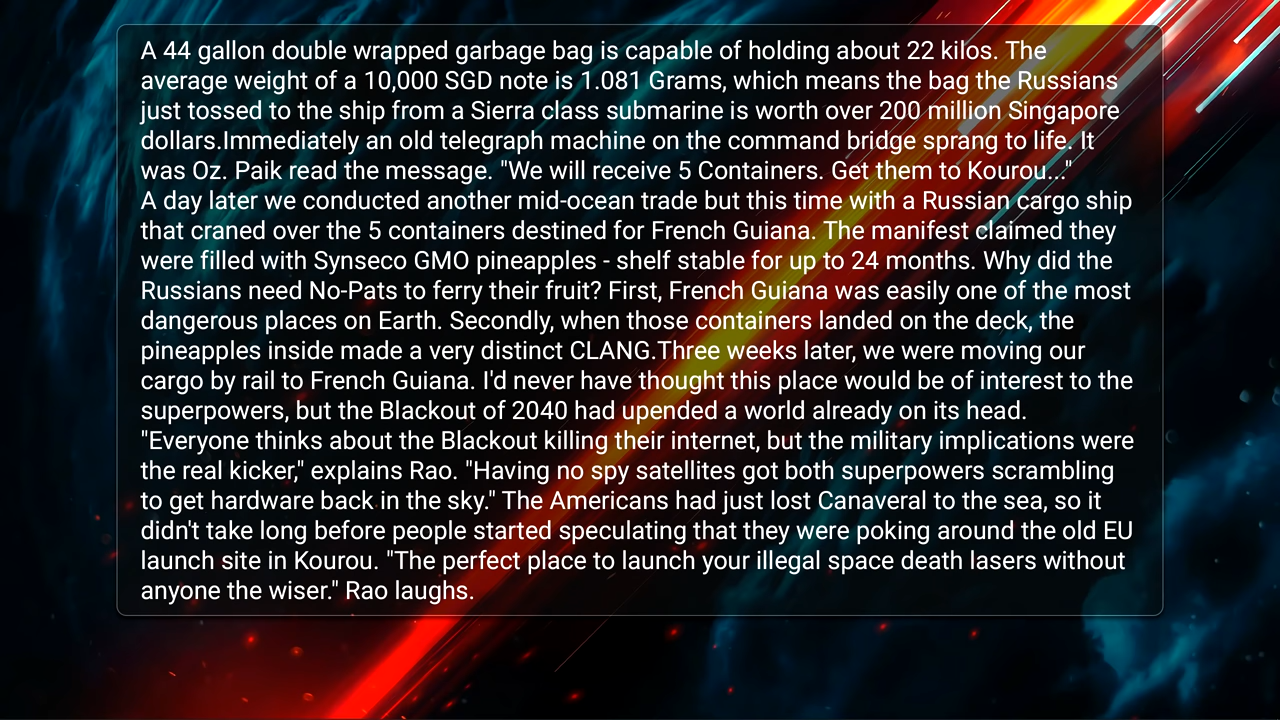 A 44 gallon double wrapped garbage bag is capable of holding about 22 kilos. The
average weight of a 10,000 SGD note is 1.081 Grams, which means the bag the Russians
just tossed to the ship from a Sierra class submarine is worth over 200 million Singapore
dollars.Immediately an old telegraph machine on the command bridge sprang to life. It
was Oz. Paik read the message. "We will receive 5 Containers. Get them to Kourou..."
A day later we conducted another mid-ocean trade but this time with a Russian cargo ship
that craned over the 5 containers destined for French Guiana. The manifest claimed they
were filled with Synseco GMO pineapples - shelf stable for up to 24 months. Why did the
Russians need No-Pats to ferry their fruit? First, French Guiana was easily one of the most
dangerous places on Earth. Secondly, when those containers landed on the deck, the
pineapples inside made a very distinct CLANG.Three weeks later, we were moving our
cargo by rail to French Guiana. I'd never have thought this place would be of interest to the
superpowers, but the Blackout of 2040 had upended a world already on its head.
"Everyone thinks about the Blackout killing their internet, but the military implications were
the real kicker," explains Rao. "Having no spy satellites got both superpowers scrambling
to get hardware back in the sky." The Americans had just lost Canaveral to the sea, so it
didn't take long before people started speculating that they were poking around the old EU
launch site in Kourou. "The perfect place to launch your illegal space death lasers without
anyone the wiser." Rao laughs.